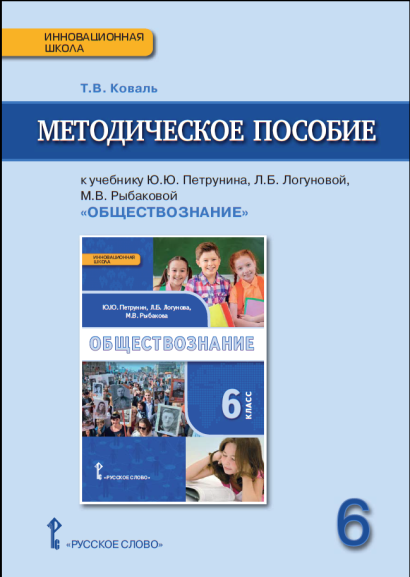 ИННОВАЦИОННАЯ
ШКОЛА
Т.В. Коваль
МЕТОДИЧЕСКОЕ ПОСОБИЕ
к учебнику Ю.Ю. Петрунина, Л.Б. Логуновой,
М.В. Рыбаковой
«ОБЩЕСТВОЗНАНИЕ»
ИННОВАЦИОННАЯ
ШКОЛА
Ю.Ю. Петрунин, Л.Б. Логунова,
М.В. Рыбакова
ОБЩЕСТВОЗНАНИЕ
6
КЛАСС
«РУССКОЕ СЛОВО»
6
РС
«РУССКОЕ СЛОВО»